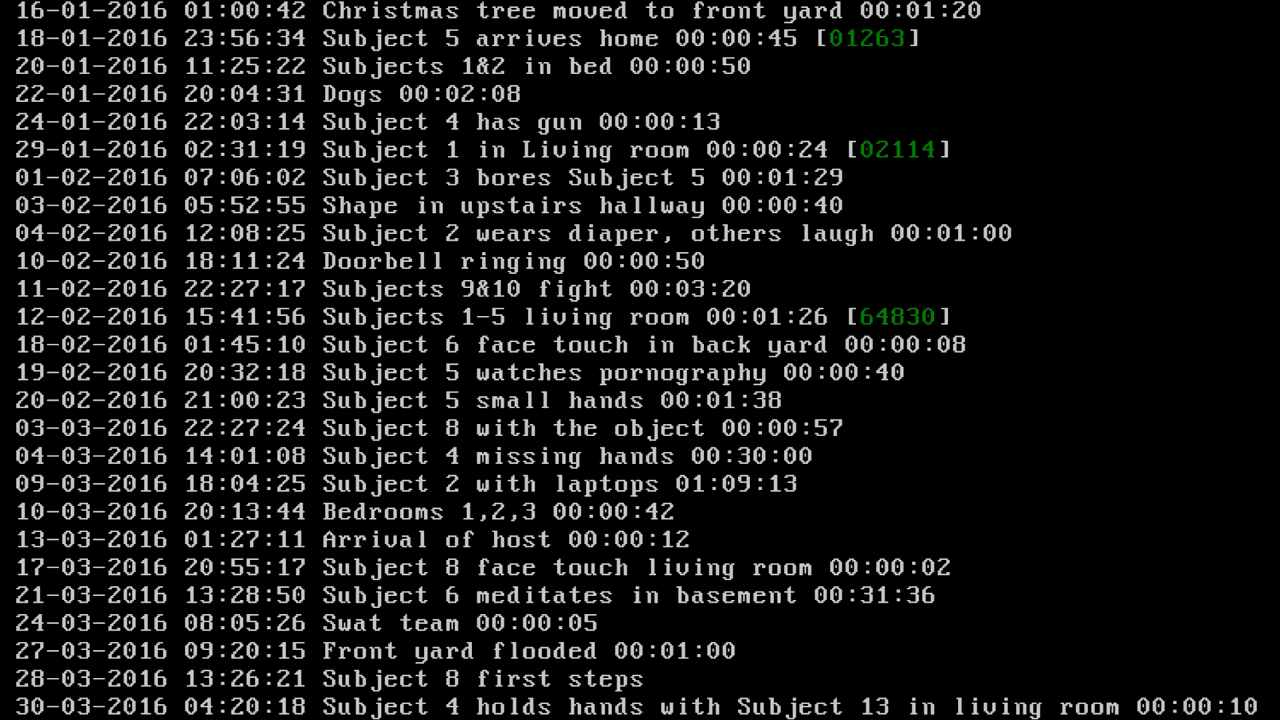 16-01-2016 01:00:42 Christmas tree moved to front yard 00:01:20
18-01-2016 23:56:34 Subject 5 arrives home 00:00:45 [01263]
20-01-2016 11:25:22 Subjects 1&2 in bed 00:00:50
22-01-2016 20:04:31 Dogs 00:02:08
24-01-2016 22:03:14 Subject 4 has gun 00:00:13
29-01-2016 02:31:19 Subject 1 in Living room 00:00:24 [02114]
01-02-2016 07:06:02 Subject 3 bores Subject 5 00:01:29
03-02-2016 05:52:55 Shape in upstairs hallway 00:00:40
04-02-2016 12:08:25 Subject 2 wears diaper, others laugh 00:01:00
10-02-2016 18:11:24 Doorbell ringing 00:00:50
11-02-2016 22:27:17 Subjects 9&10 fight 00:03:20
12-02-2016 15:41:56 Subjects 1-5 living room 00:01:26 [64830]
18-02-2016 01:45:10 Subject 6 face touch in back yard 00:00:08
19-02-2016 20:32:18 Subject 5 watches pornography 00:00:40
20-02-2016 21:00:23 Subject 5 small hands 00:01:38
03-03-2016 22:27:24 Subject 8 with the object 00:00:57
04-03-2016 14:01:08 Subject 4 missing hands 00:30:00
09-03-2016 18:04:25 Subject 2 with laptops 01:09:13
10-03-2016 20:13:44 Bedrooms 1,2,3 00:00:42
13-03-2016 01:27:11 Arrival of host 00:00:12
17-03-2016 20:55:17 Subject 8 face touch living room 00:00:02
21-03-2016 13:28:50 Subject 6 meditates in basement 00:31:36
24-03-2016 08:05:26 Swat team 00:00:05
27-03-2016 09:20:15 Front yard flooded 00:01:00
28-03-2016 13:26:21 Subject 8 first steps
30-03-2016 04:20:18 Subject 4 holds hands with Subject 13 in living room 00:00:10